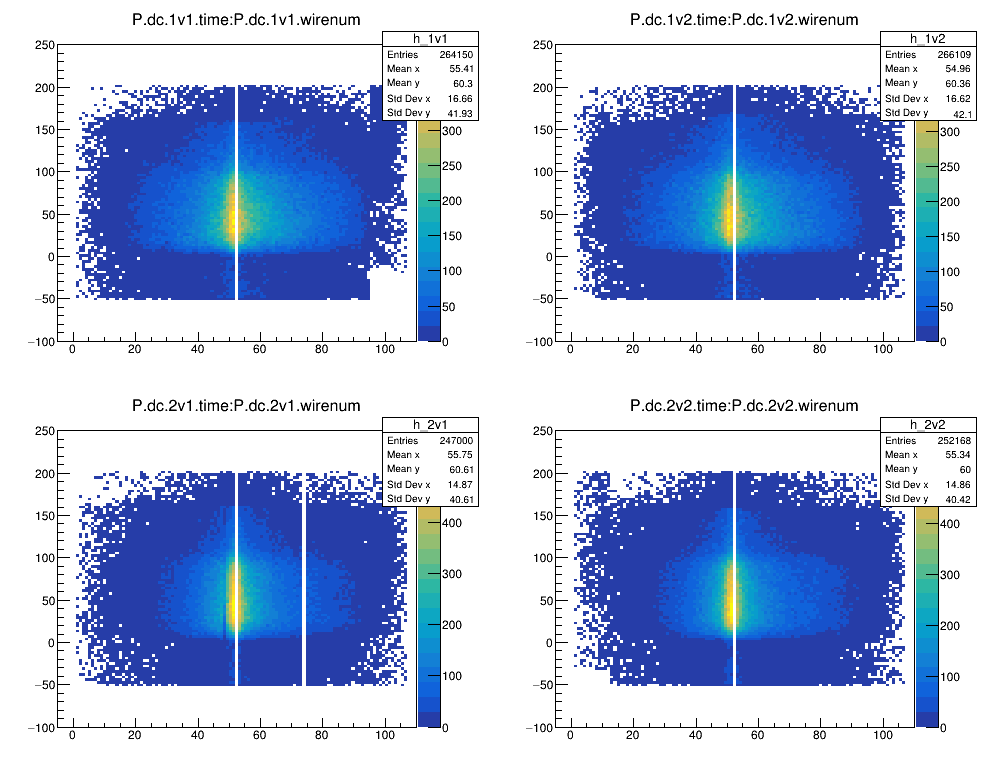 P.dc.1v1.time:P.dc.1v1.wirenum
h_1v1
Entries 264150
Mean x 55.41
Mean y 60.3
Std Dev x 16.66
Std Dev y 41.93
250
200
150
100
50
0
−50
−100
0 20 40 60 80 100
300
250
200
150
100
50
0
P.dc.1v2.time:P.dc.1v2.wirenum
h_1v2
Entries 266109
Mean x 54.96
Mean y 60.36
Std Dev x 16.62
Std Dev y 42.1
250
200
150
100
50
0
−50
−100
0 20 40 60 80 100
300
250
200
150
100
50
0
P.dc.2v1.time:P.dc.2v1.wirenum
h_2v1
Entries 247000
Mean x 55.75
Mean y 60.61
Std Dev x 14.87
Std Dev y 40.61
250
200
150
100
50
0
−50
−100
0 20 40 60 80 100
400
300
200
100
0
P.dc.2v2.time:P.dc.2v2.wirenum
h_2v2
Entries 252168
Mean x 55.34
Mean y 60
Std Dev x 14.86
Std Dev y 40.42
250
200
150
100
50
0
−50
−100
0 20 40 60 80 100
400
300
200
100
0